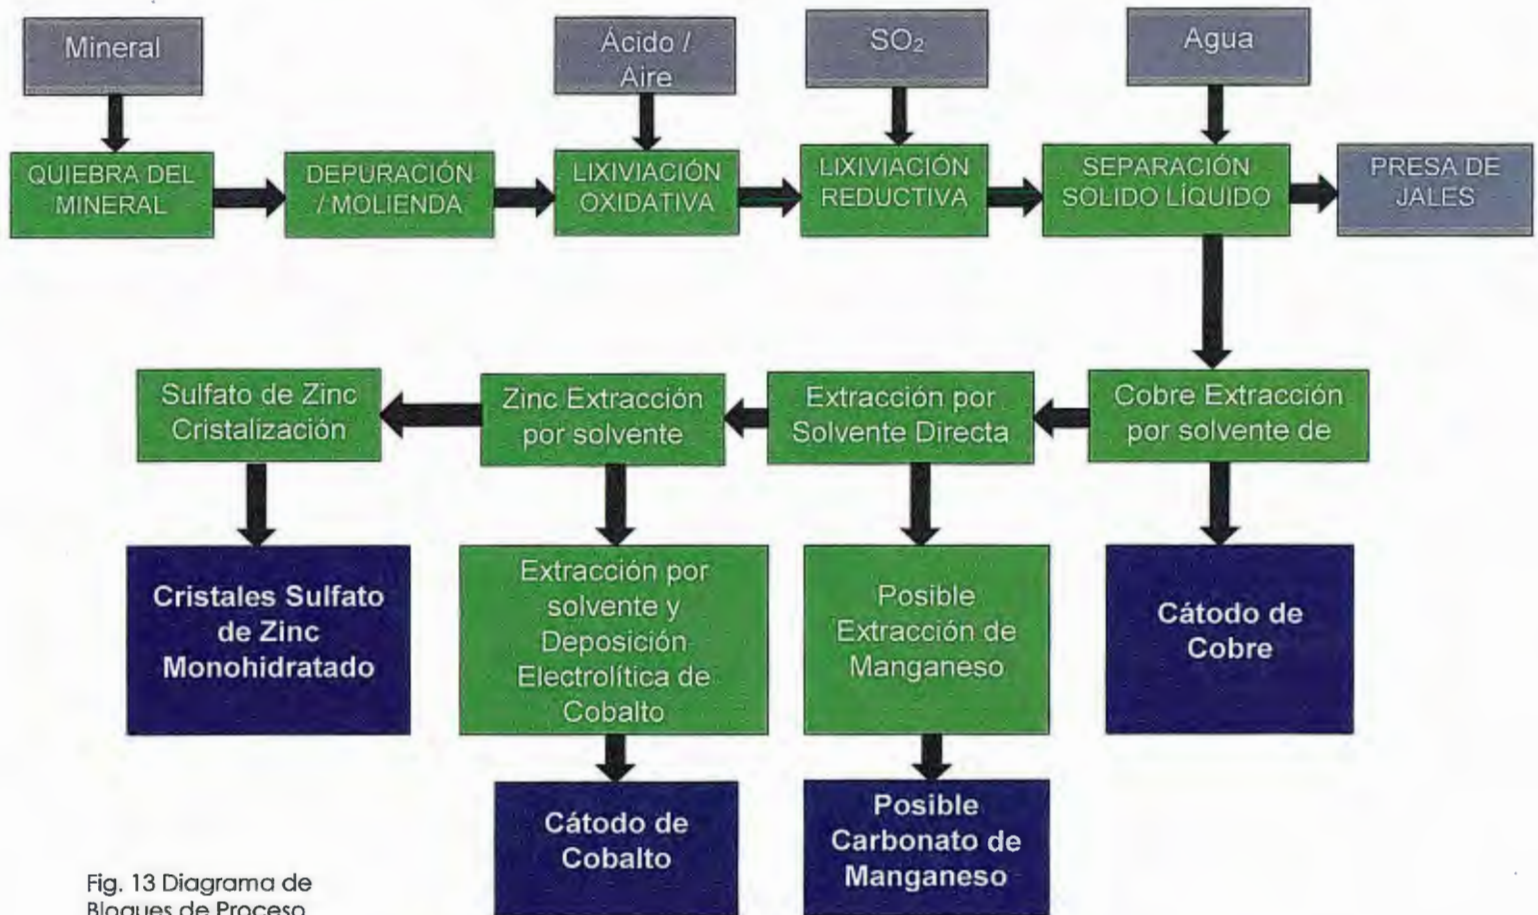 Mineral
Ácido /
Aire
SO₂
Agua
QUIEBRA DEL
MINERAL
DEPURACIÓN
/ MOLIENDA
LIXIVIACIÓN
OXIDATIVA
LIXIVIACIÓN
REDUCTIVA
SEPARACIÓN
SOLIDO LÍQUIDO
PRESA DE
JALES
Sulfato de Zinc
Cristalización
Zinc Extracción
por solvente
Extracción por
Solvente Directa
Cobre Extracción
por solvente de
Cristales Sulfato
de Zinc
Monohidratado
Extracción por
solvente y
Deposición
Electrolítica de
Cobalto
Posible
Extracción de
Manganeso
Cátodo de
Cobre
Cátodo de
Cobalto
Posible
Carbonato de
Manganeso
Fig. 13 Diagrama de
Bloques de Proceso